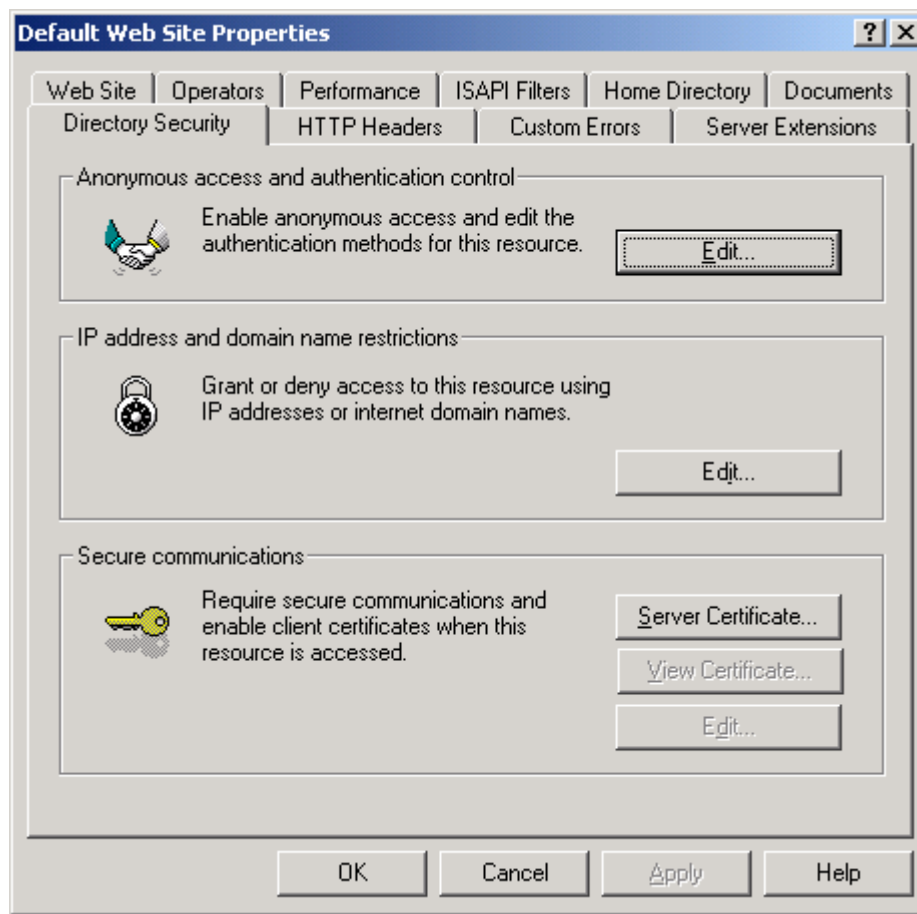 Default Web Site Properties
Web Site Operators Performance ISAPI Filters Home Directory Documents
Directory Security HTTP Headers Custom Errors Server Extensions
Anonymous access and authentication control
Enable anonymous access and edit the
authentication methods for this resource.
Edit...
IP address and domain name restrictions
Grant or deny access to this resource using
IP addresses or internet domain names.
Edit...
Secure communications
Require secure communications and
enable client certificates when this
resource is accessed.
Server Certificate...
View Certificate...
Edit...
OK Cancel Apply Help